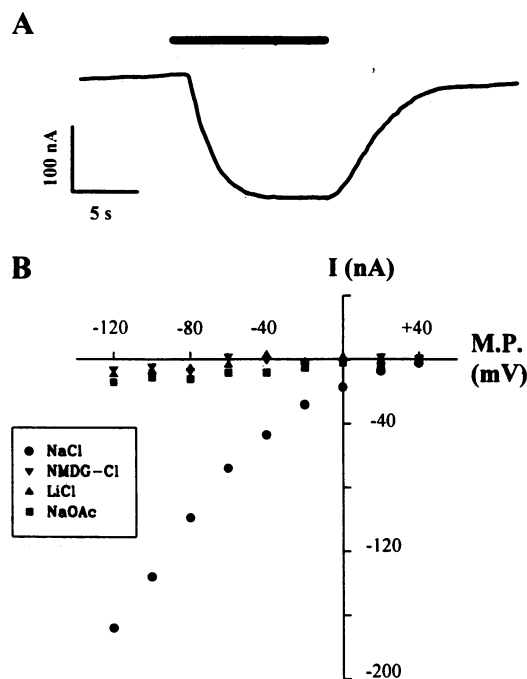 A
100 nA
5 s
B
I (nA)
-120 -80 -40 +40
M.P.
(mV)
-40
NaCl
NMDG-Cl
LiCl
NaOAc
-120
-200